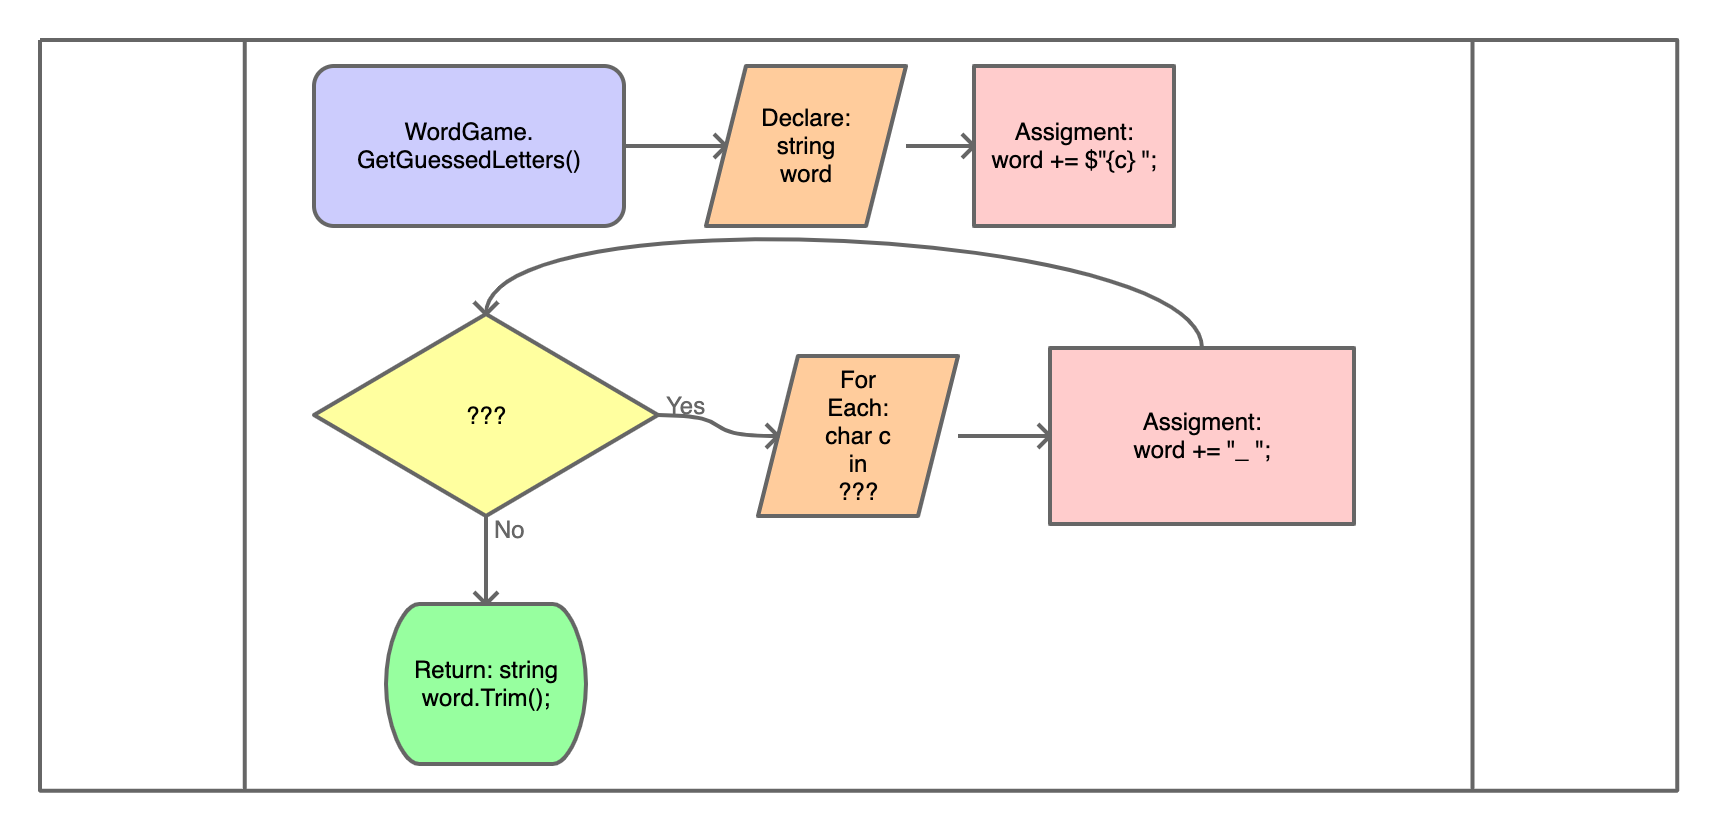 WordGame.
GetGuessedLetters()
Declare:
string
word
Assigment:
word += $"{c} ";
???
Yes
For
Each:
char c
in
???
Assigment:
word += "_ ";
No
Return: string
word.Trim();